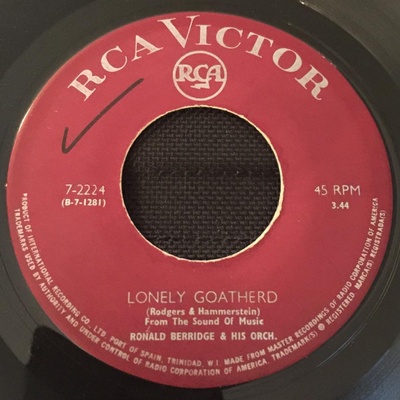 RCA VICTOR
RCA
7-2224
(B-7-1281)
45 RPM
3.44
LONELY GOATHERD
(Rodgers & Hammerstein)
From The Sound Of Music
RONALD BERRIDGE & HIS ORCH.
PRODUCT OF INTERNATIONAL RECORDING CO. LTD., PORT OF SPAIN, TRINIDAD, W.I. MADE FROM MASTER RECORDING OF RADIO CORPORATION OF AMERICA.
TRADEMARKS USED BY AUTHORITY AND UNDER CONTROL OF RADIO CORPORATION OF AMERICA, TRADEMARK(S) ® REGISTERED. MARCA(S) REGISTRADA(S)